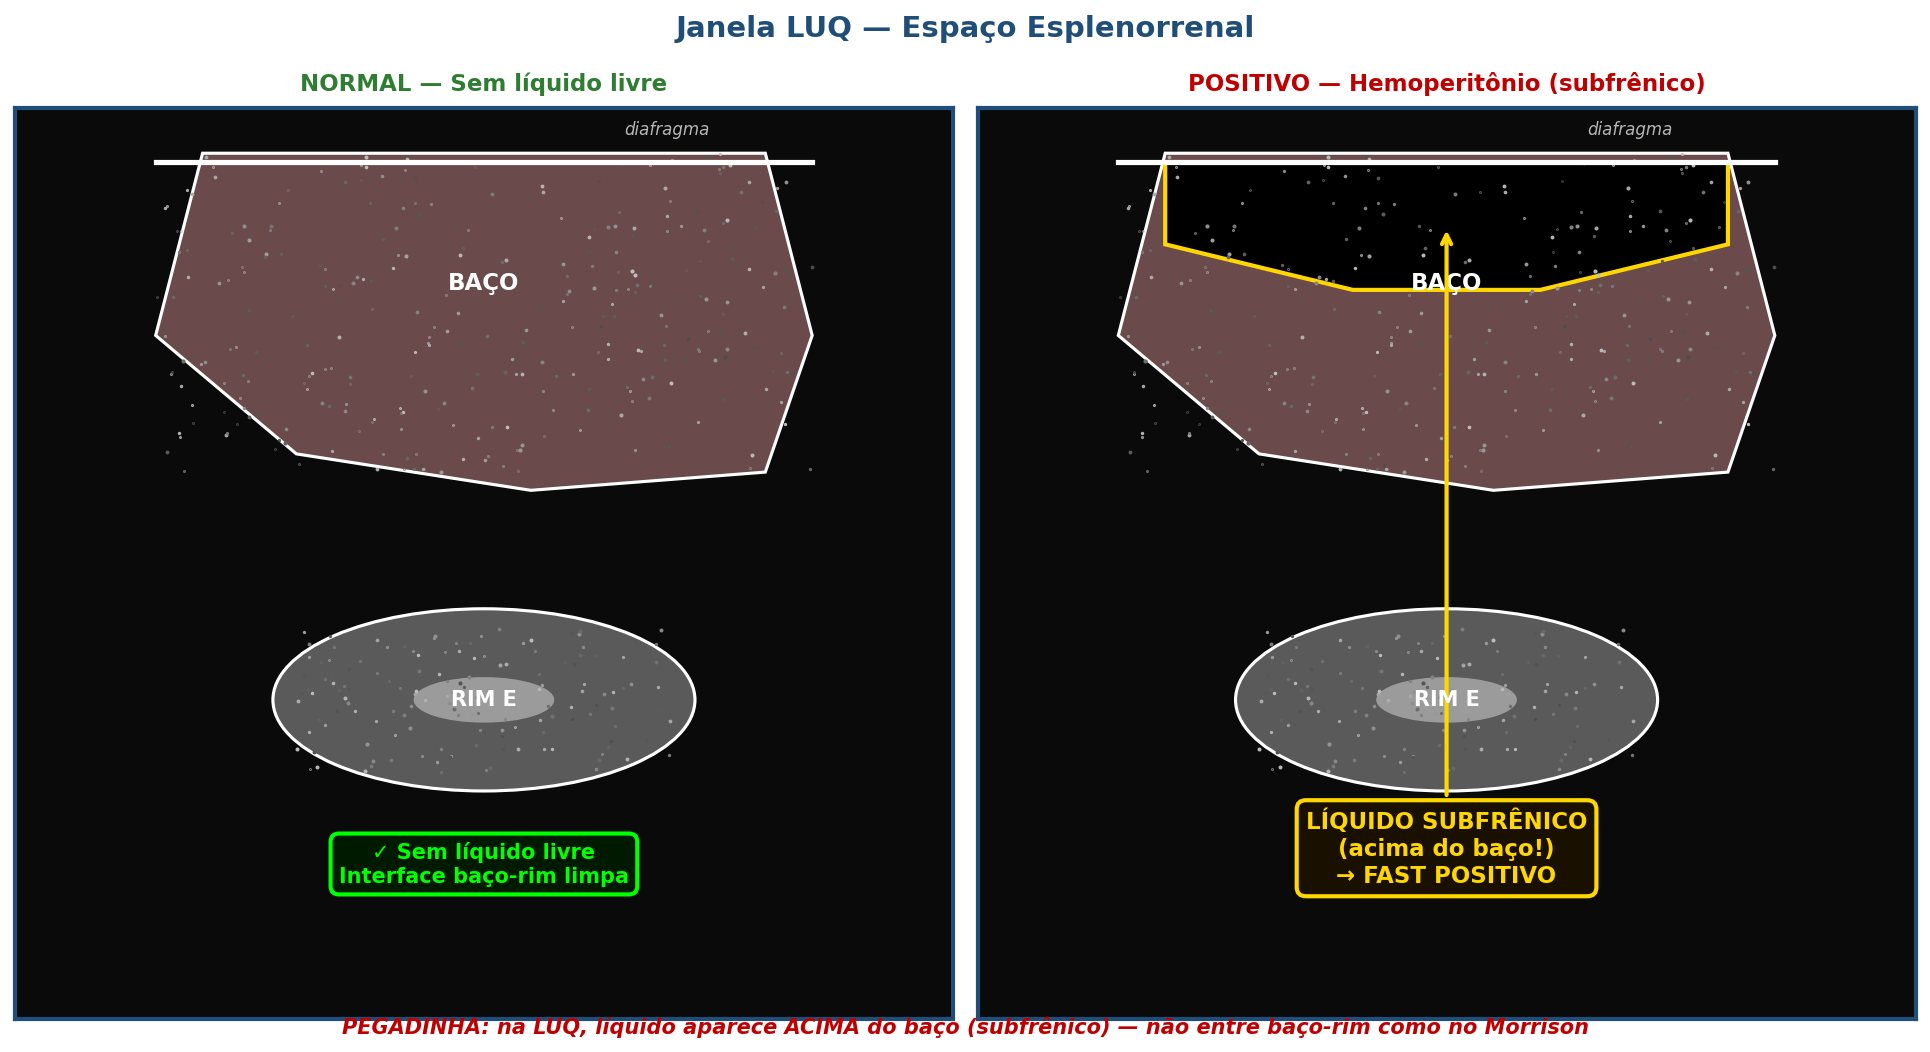 Janela LUQ — Espaço Esplenorrenal
NORMAL — Sem líquido livre
diafragma
BAÇO
RIM E
✓ Sem líquido livre
Interface baço-rim limpa
POSITIVO — Hemoperitônio (subfrênico)
diafragma
BAÇO
RIM E
LÍQUIDO SUBFRÊNICO
(acima do baço!)
→ FAST POSITIVO
PEGADINHA: na LUQ, líquido aparece ACIMA do baço (subfrênico) — não entre baço-rim como no Morrison